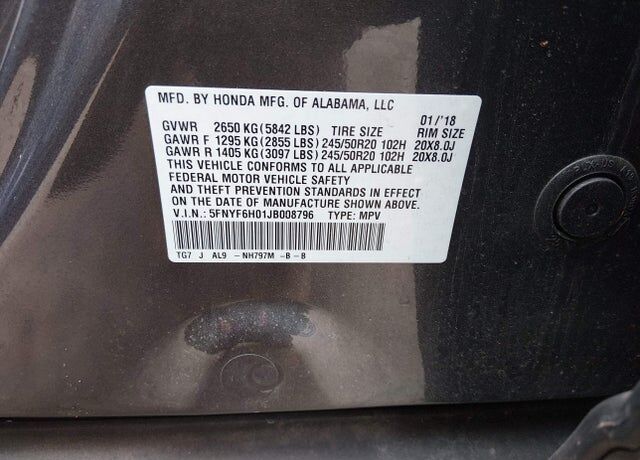 MFD. BY HONDA MFG. OF ALABAMA, LLC 01/'18
GVWR 2650 KG (5842 LBS) TIRE SIZE RIM SIZE
GAWR F 1295 KG (2855 LBS) 245/50R20 102H 20X8.0J
GAWR R 1405 KG (3097 LBS) 245/50R20 102H 20X8.0J
THIS VEHICLE CONFORMS TO ALL APPLICABLE
FEDERAL MOTOR VEHICLE SAFETY
AND THEFT PREVENTION STANDARDS IN EFFECT
ON THE DATE OF MANUFACTURE SHOWN ABOVE.
V.I.N.: 5FNYF6H01JB008796 TYPE: MPV
TG7 J AL9 - NH797M - B - B